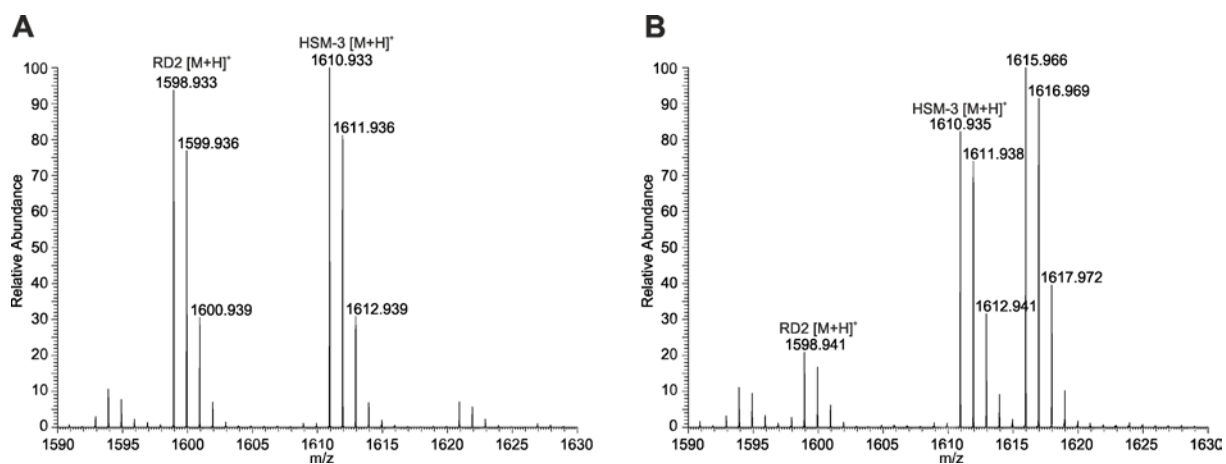 A
HSM-3 [M+H]+
RD2 [M+H]+
1610.933
1598.933
1599.936
1611.936
1600.939
1612.939
100
90
80
70
60
50
40
30
20
10
0
Relative Abundance
1590 1595 1600 1605 1610 1615 1620 1625 1630
m/z
B
1615.966
1616.969
HSM-3 [M+H]+
1610.935
1611.938
1617.972
1612.941
RD2 [M+H]+
1598.941
100
90
80
70
60
50
40
30
20
10
0
Relative Abundance
1590 1595 1600 1605 1610 1615 1620 1625 1630
m/z